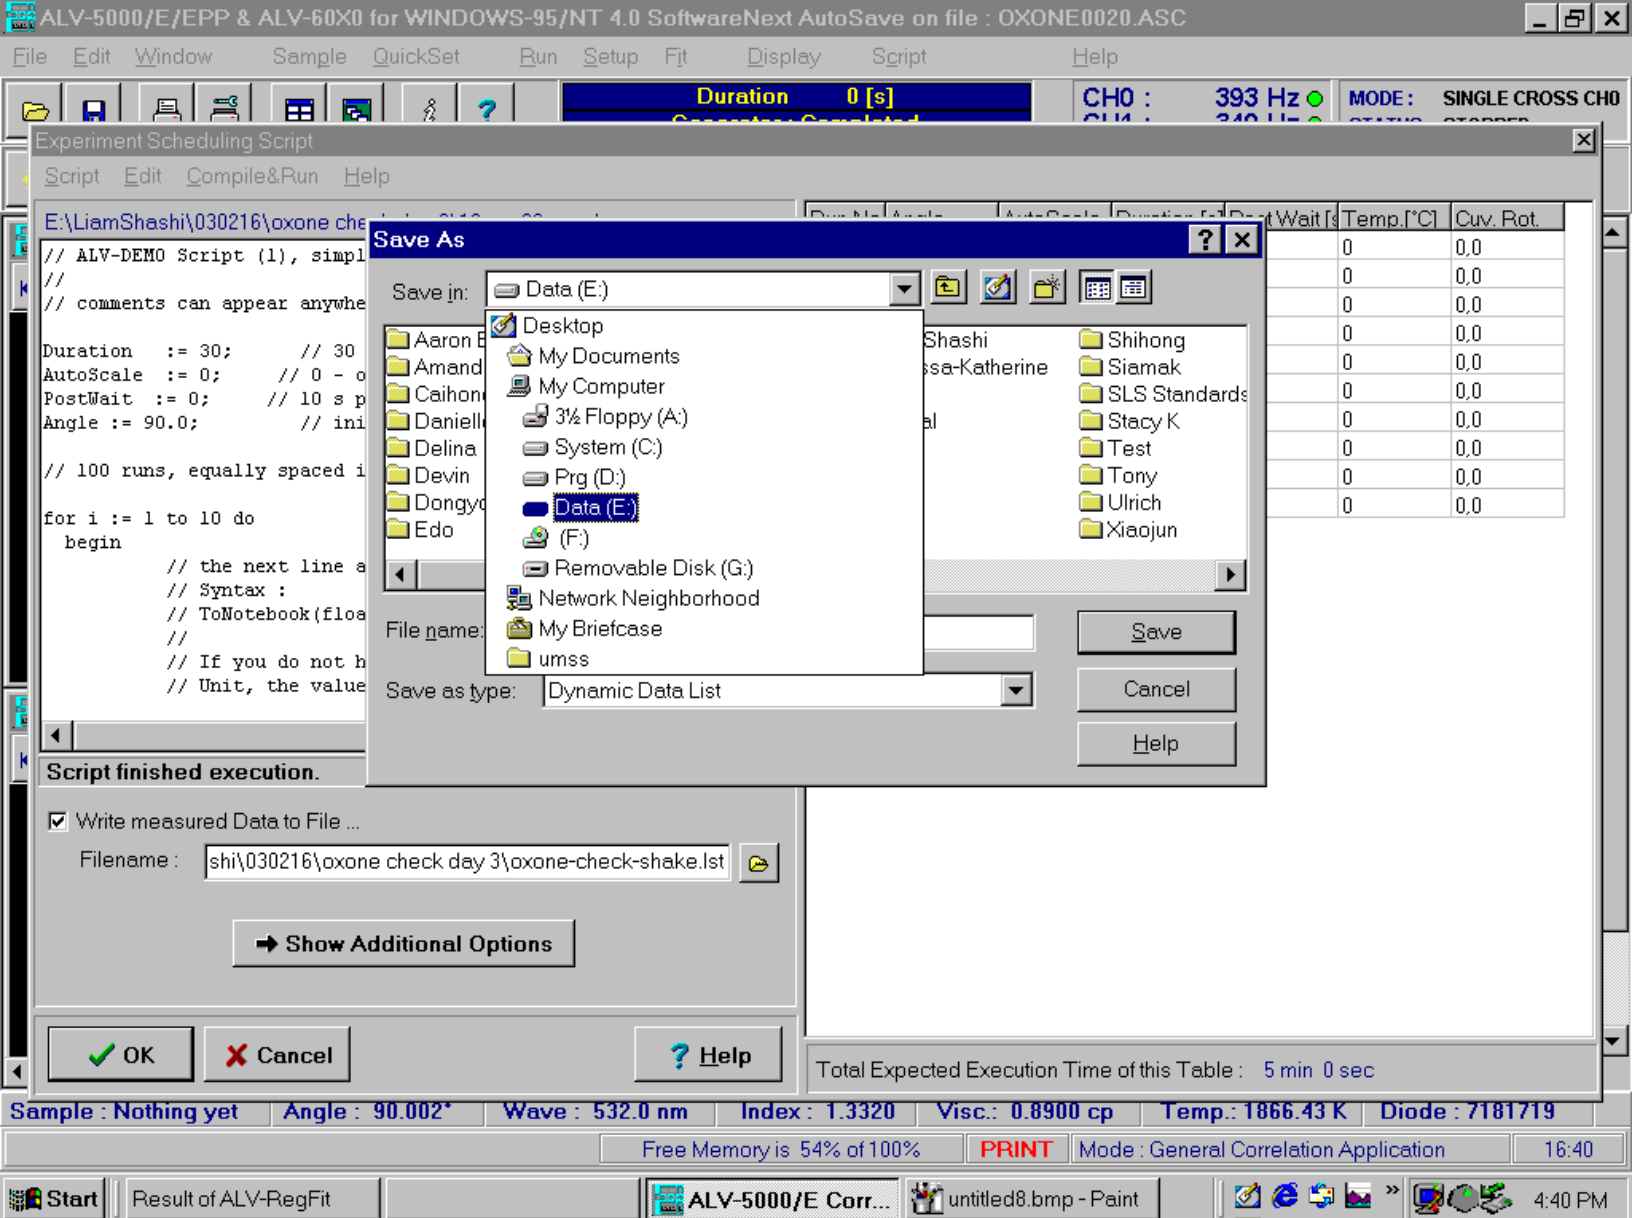 ALV-5000/E/EPP & ALV-60X0 for WINDOWS-95/NT 4.0 SoftwareNext AutoSave on file : OXONE0020.ASC
File Edit Window Sample QuickSet Run Setup Fit Display Script Help
Duration 0 [s]
CH0 : 393 Hz
MODE : SINGLE CROSS CH0
Experiment Scheduling Script
Script Edit Compile&Run Help
E:\LiamShashi\030216\oxone che
Temp.[°C] Cuv. Rot.
0 0,0
0 0,0
0 0,0
0 0,0
0 0,0
0 0,0
0 0,0
0 0,0
0 0,0
0 0,0
// ALV-DEMO Script (1), simpl
//
// comments can appear anywhe
Duration := 30; // 30
AutoScale := 0; // 0 - o
PostWait := 0; // 10 s p
Angle := 90.0; // ini
// 100 runs, equally spaced i
for i := 1 to 10 do
begin
// the next line a
// Syntax :
// ToNotebook(floa
//
// If you do not h
// Unit, the value
Save As
Save in: Data (E:)
Desktop
My Documents
My Computer
3½ Floppy (A:)
System (C:)
Prg (D:)
Data (E:)
(F:)
Removable Disk (G:)
Network Neighborhood
My Briefcase
umss
Aaron
Amand
Caihon
Danielle
Delina
Devin
Dongyo
Edo
Shashi
ssa-Katherine
al
Shihong
Siamak
SLS Standards
Stacy K
Test
Tony
Ulrich
Xiaojun
File name:
Save as type: Dynamic Data List
Save
Cancel
Help
Script finished execution.
Write measured Data to File ...
Filename : shi\030216\oxone check day 3\oxone-check-shake.lst
Show Additional Options
OK
Cancel
Help
Total Expected Execution Time of this Table : 5 min 0 sec
Sample : Nothing yet Angle : 90.002° Wave : 532.0 nm Index : 1.3320 Visc.: 0.8900 cp Temp.: 1866.43 K Diode : 7181719
Free Memory is 54% of 100% PRINT Mode : General Correlation Application 16:40
Start Result of ALV-RegFit ALV-5000/E Corr... untitled8.bmp - Paint » 4:40 PM